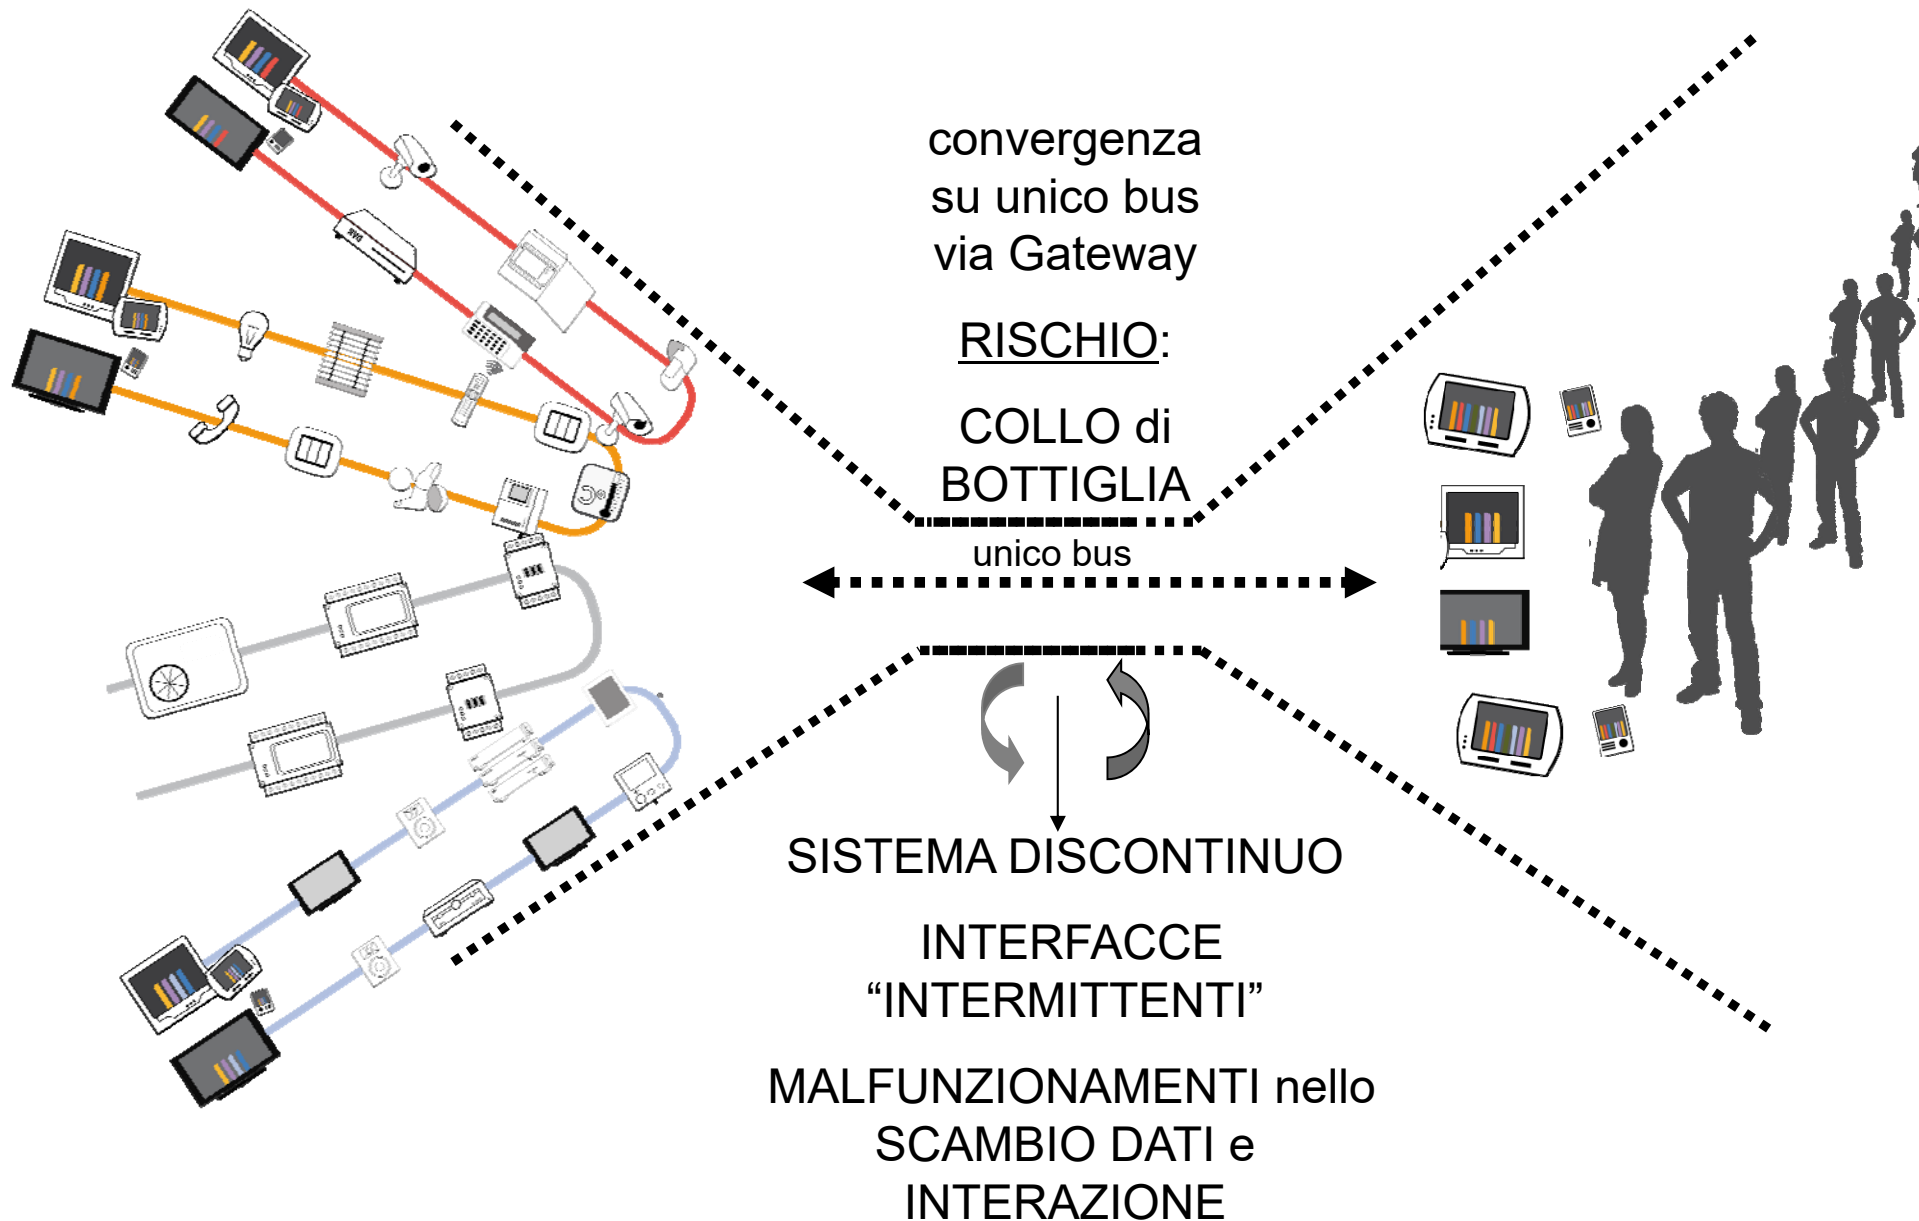 convergenza
su unico bus
via Gateway
RISCHIO:
COLLO di
BOTTIGLIA
unico bus
SISTEMA DISCONTINUO
INTERFACCE
“INTERMITTENTI”
MALFUNZIONAMENTI nello
SCAMBIO DATI e
INTERAZIONE